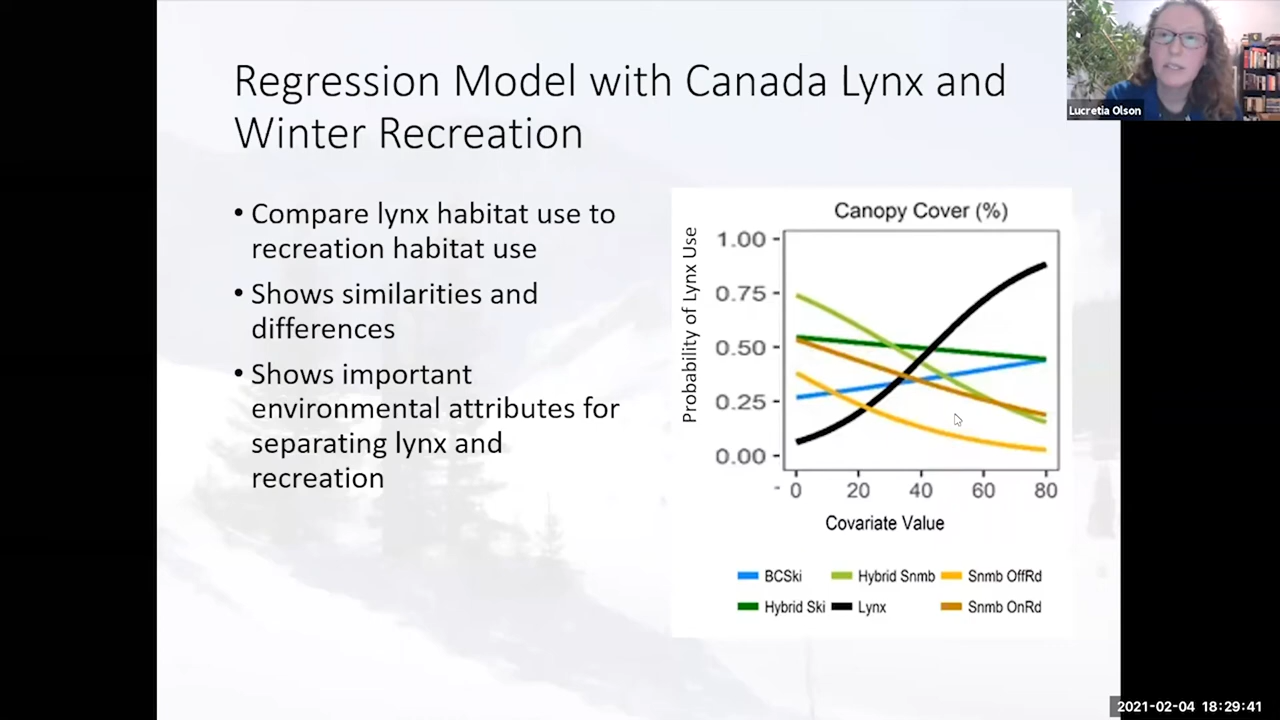 Regression Model with Canada Lynx and
Winter Recreation
• Compare lynx habitat use to
recreation habitat use
• Shows similarities and
differences
• Shows important
environmental attributes for
separating lynx and
recreation
Canopy Cover (%)
Probability of Lynx Use
1.00
0.75
0.50
0.25
0.00
0 20 40 60 80
Covariate Value
BCSki Hybrid Snmb Snmb OffRd
Hybrid Ski Lynx Snmb OnRd
Lucretia Olson
2021-02-04 18:29:41